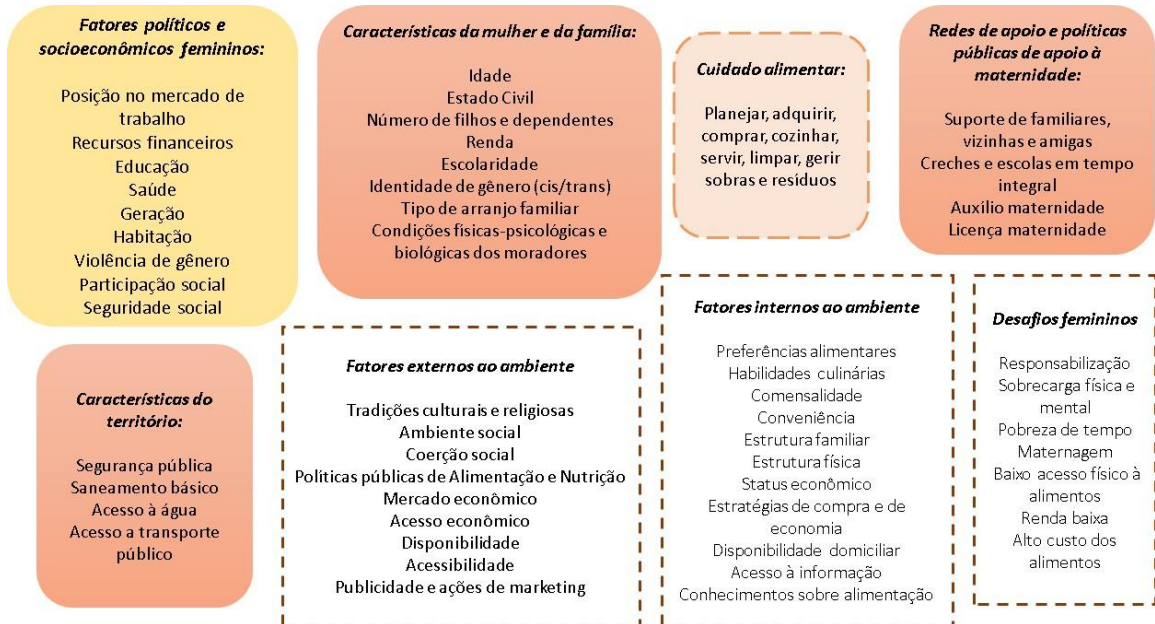 Fatores políticos e
socioeconômicos femininos:
Posição no mercado de
trabalho
Recursos financeiros
Educação
Saúde
Geração
Habitação
Violência de gênero
Participação social
Seguridade social
Características da mulher e da família:
Idade
Estado Civil
Número de filhos e dependentes
Renda
Escolaridade
Identidade de gênero (cis/trans)
Tipo de arranjo familiar
Condições físicas-psicológicas e
biológicas dos moradores
Cuidado alimentar:
Planejar, adquirir,
comprar, cozinhar,
servir, limpar, gerir
sobras e resíduos
Redes de apoio e políticas
públicas de apoio à
maternidade:
Suporte de familiares,
vizinhas e amigas
Creches e escolas em tempo
integral
Auxílio maternidade
Licença maternidade
Características do
território:
Segurança pública
Saneamento básico
Acesso à água
Acesso a transporte
público
Fatores externos ao ambiente
Tradições culturais e religiosas
Ambiente social
Coerção social
Políticas públicas de Alimentação e Nutrição
Mercado econômico
Acesso econômico
Disponibilidade
Acessibilidade
Publicidade e ações de marketing
Fatores internos ao ambiente
Preferências alimentares
Habilidades culinárias
Comensalidade
Conveniência
Estrutura familiar
Estrutura física
Status econômico
Estratégias de compra e de
economia
Disponibilidade domiciliar
Acesso à informação
Conhecimentos sobre alimentação
Desafios femininos
Responsabilização
Sobrecarga física e
mental
Pobreza de tempo
Maternagem
Baixo acesso físico à
alimentos
Renda baixa
Alto custo dos
alimentos